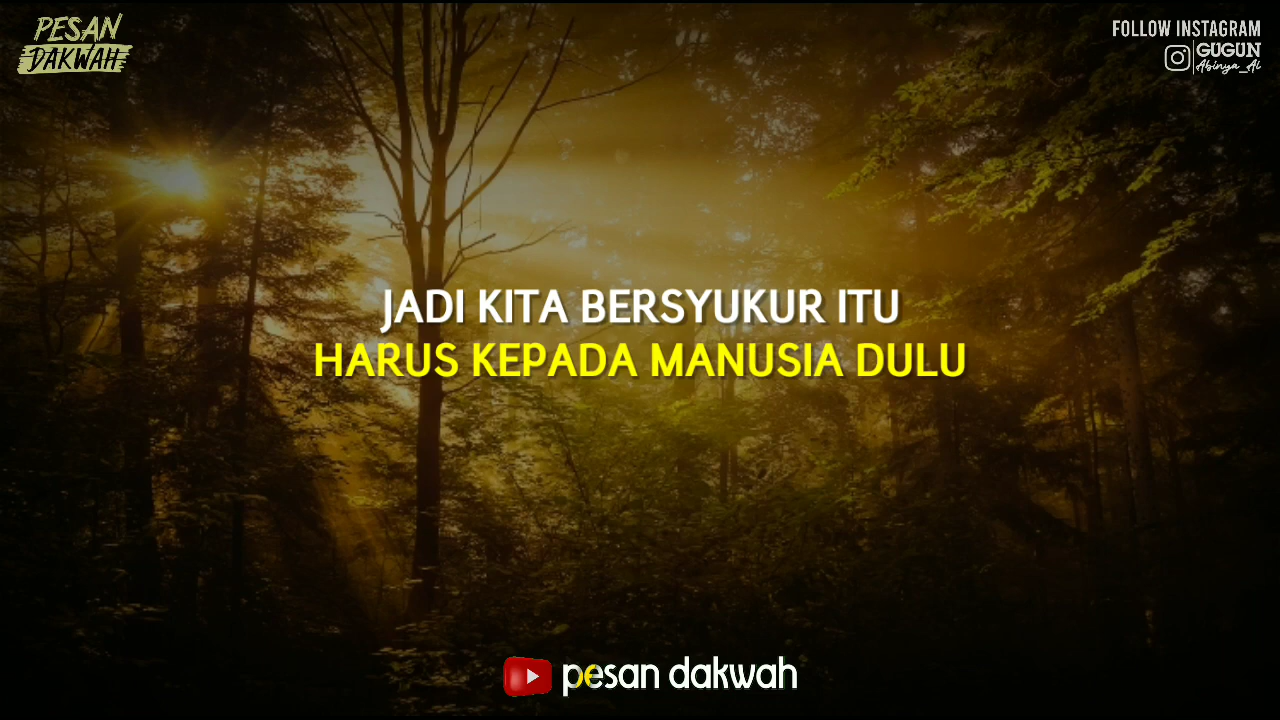 PESAN
DAKWAH
FOLLOW INSTAGRAM
GUGUN
Abinya_Al
JADI KITA BERSYUKUR ITU
HARUS KEPADA MANUSIA DULU
pesan dakwah